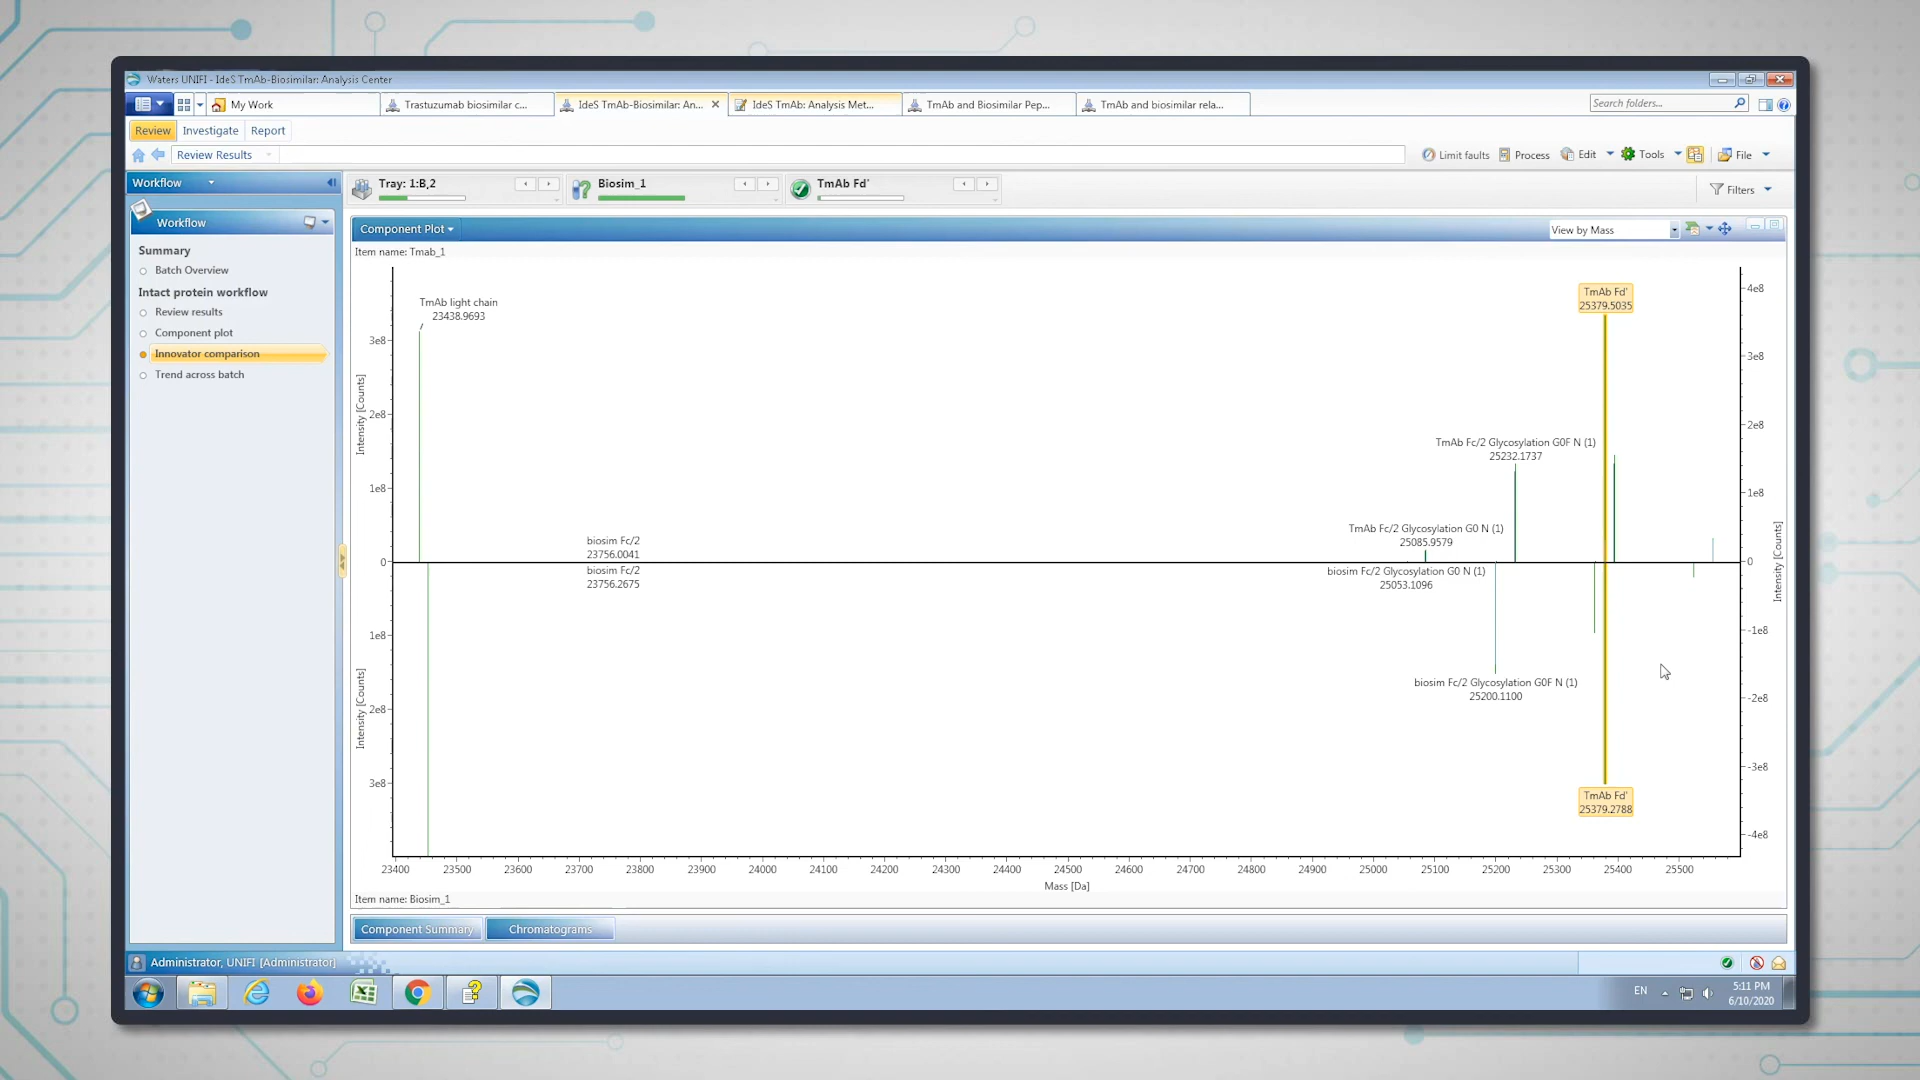 Waters UNIFI - IdeS TmAb-Biosimilar: Analysis Center
My Work
Trastuzumab biosimilar c...
IdeS TmAb-Biosimilar: An...
IdeS TmAb: Analysis Met...
TmAb and Biosimilar Pep...
TmAb and biosimilar rela...
Search folders...
Review Investigate Report
Review Results
Limit faults Process Edit Tools File
Workflow
Tray: 1:B,2
Biosim_1
TmAb Fd'
Filters
Workflow
Summary
Batch Overview
Intact protein workflow
Review results
Component plot
Innovator comparison
Trend across batch
Component Plot
View by Mass
Item name: Tmab_1
TmAb light chain
23438.9693
TmAb Fd'
25379.5035
TmAb Fc/2 Glycosylation G0F N (1)
25232.1737
TmAb Fc/2 Glycosylation G0 N (1)
25085.9579
biosim Fc/2
23756.0041
biosim Fc/2
23756.2675
biosim Fc/2 Glycosylation G0 N (1)
25053.1096
biosim Fc/2 Glycosylation G0F N (1)
25200.1100
TmAb Fd'
25379.2788
Intensity [Counts]
3e8
2e8
1e8
0
1e8
2e8
3e8
Intensity [Counts]
4e8
3e8
2e8
1e8
0
-1e8
-2e8
-3e8
-4e8
Intensity [Counts]
23400 23500 23600 23700 23800 23900 24000 24100 24200 24300 24400 24500 24600 24700 24800 24900 25000 25100 25200 25300 25400 25500
Mass [Da]
Item name: Biosim_1
Component Summary Chromatograms
Administrator, UNIFI [Administrator]
EN
5:11 PM
6/10/2020